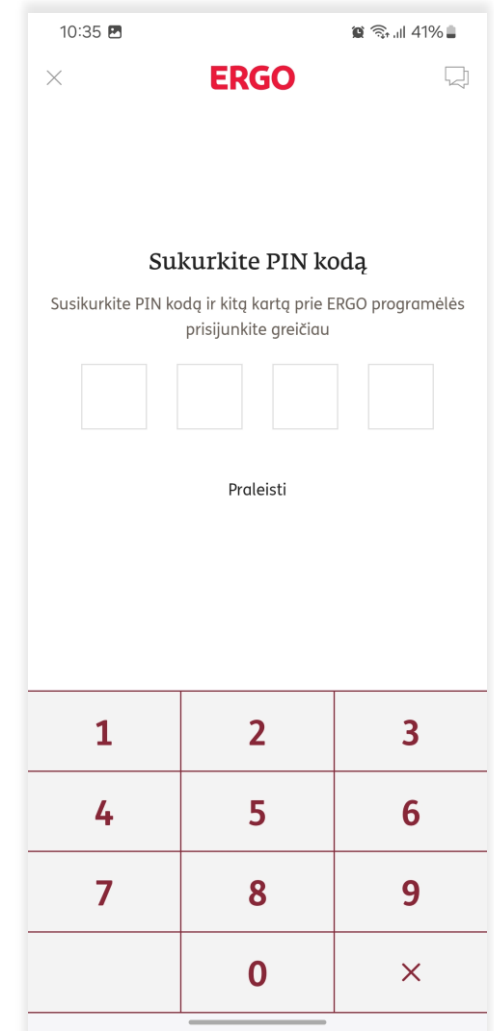 10:35 41%
ERGO
Sukurkite PIN kodą
Susikurkite PIN kodą ir kitą kartą prie ERGO programėlės
prisijunkite greičiau
Praleisti
1 2 3
4 5 6
7 8 9
0